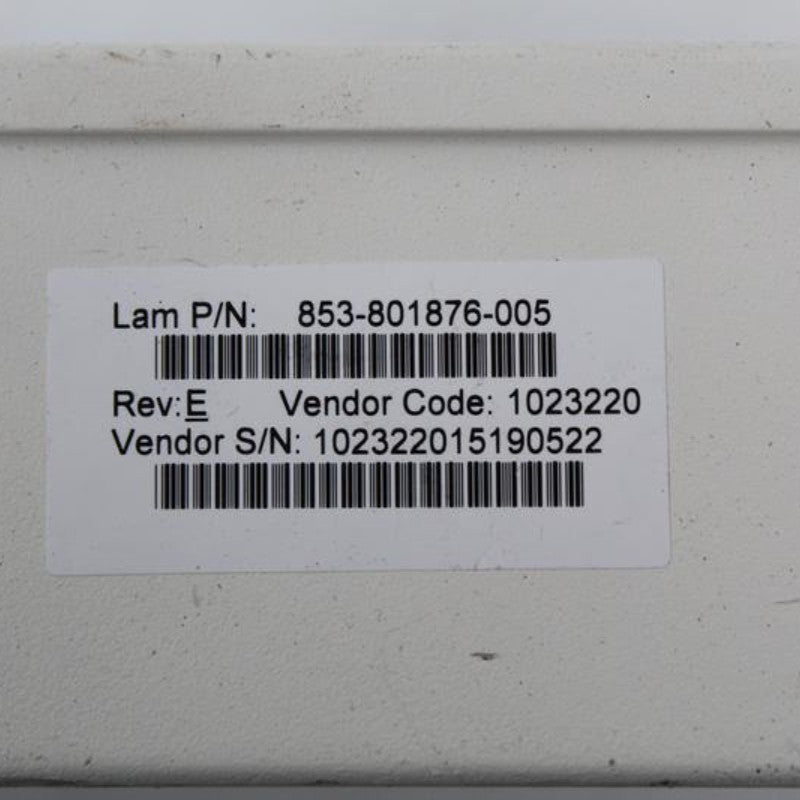 Lam P/N: 853-801876-005
Rev:E Vendor Code: 1023220
Vendor S/N: 102322015190522